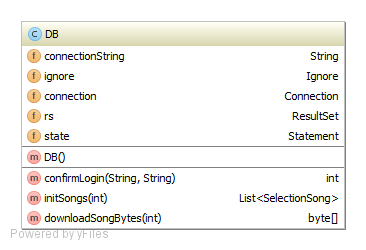 C DB
f connectionString String
f ignore Ignore
f connection Connection
f rs ResultSet
f state Statement
m DB()
m confirmLogin(String, String) int
m initSongs(int) List<SelectionSong>
m downloadSongBytes(int) byte[]
Powered by yFiles